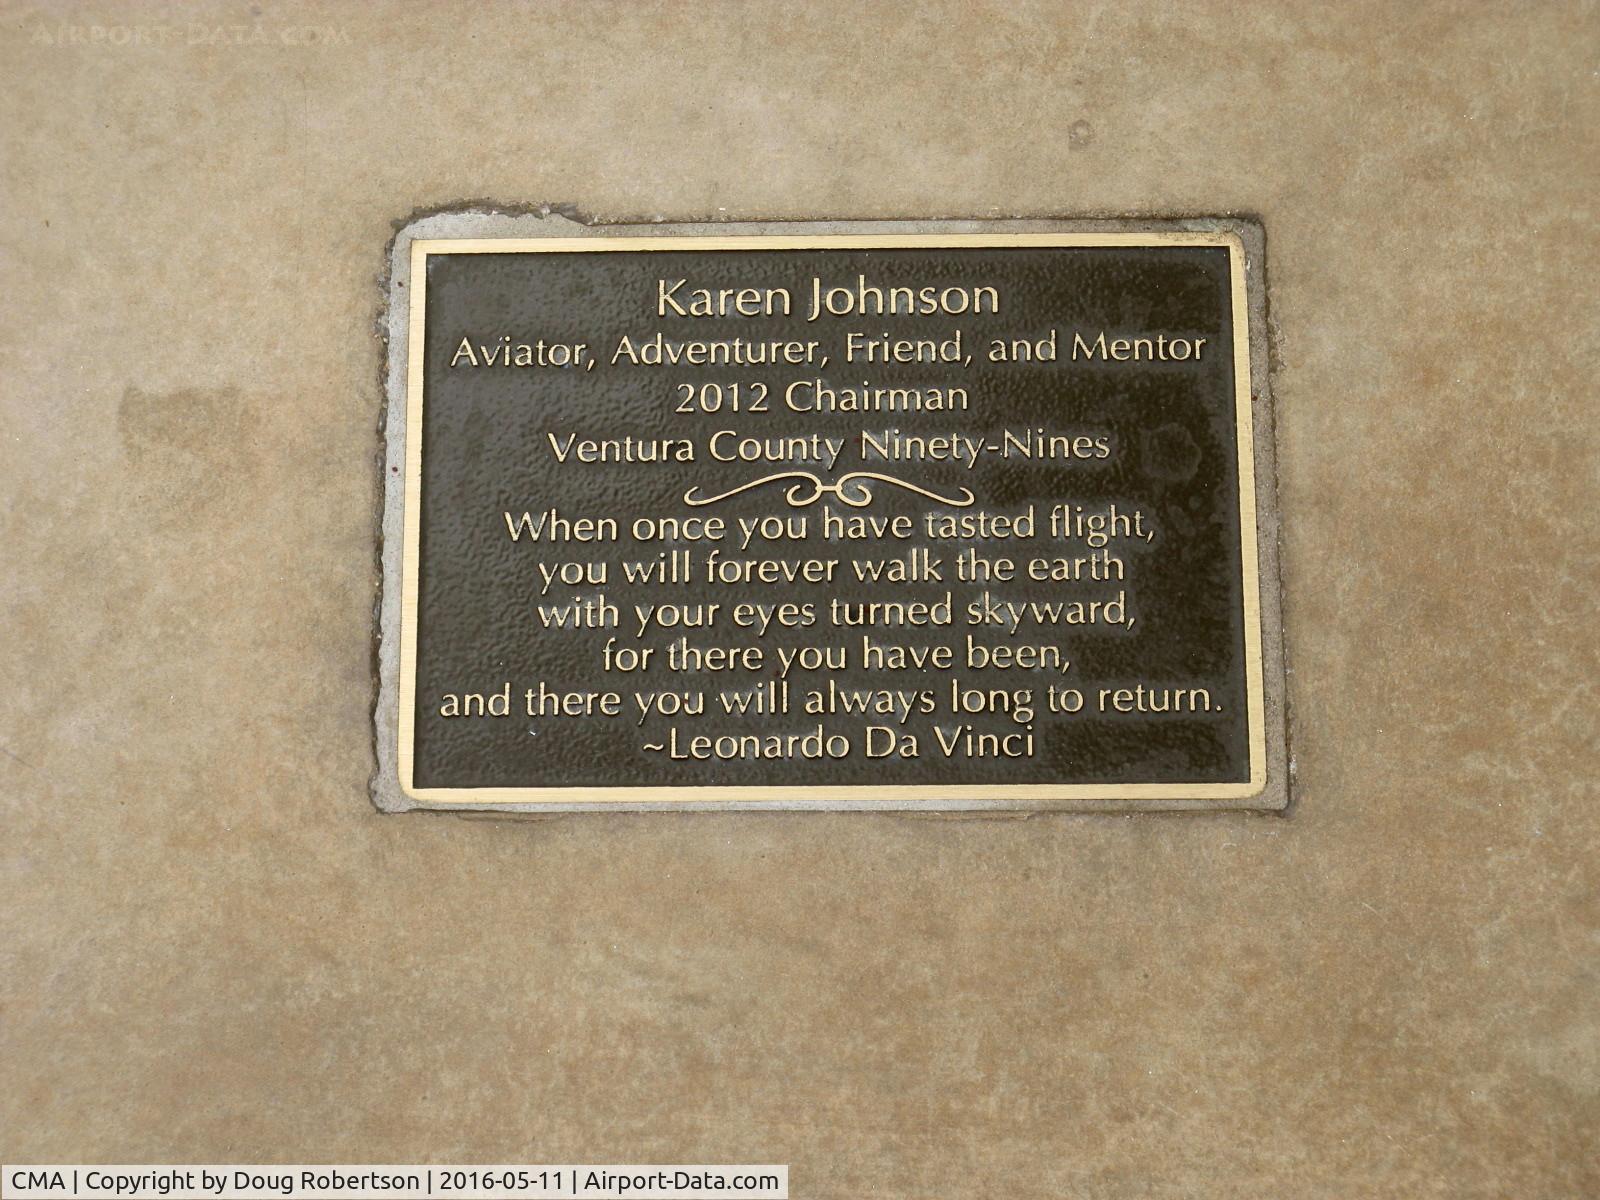 AIRPORT-DATA.COM
Karen Johnson
Aviator, Adventurer, Friend, and Mentor
2012 Chairman
Ventura County Ninety-Nines
When once you have tasted flight,
you will forever walk the earth
with your eyes turned skyward,
for there you have been,
and there you will always long to return.
~Leonardo Da Vinci
CMA | Copyright by Doug Robertson | 2016-05-11 | Airport-Data.com